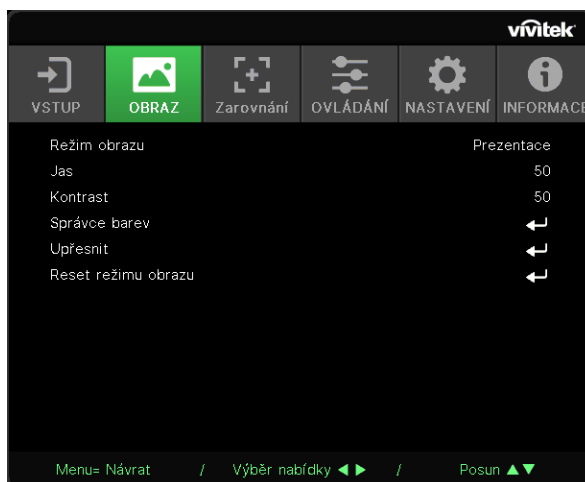 vivitek
VSTUP OBRAZ Zarovnání OVLÁDÁNÍ NASTAVENÍ INFORMACE
Režim obrazu Prezentace
Jas 50
Kontrast 50
Správce barev
Upřesnit
Reset režimu obrazu
Menu= Návrat / Výběr nabídky ◄ ► / Posun ▲▼